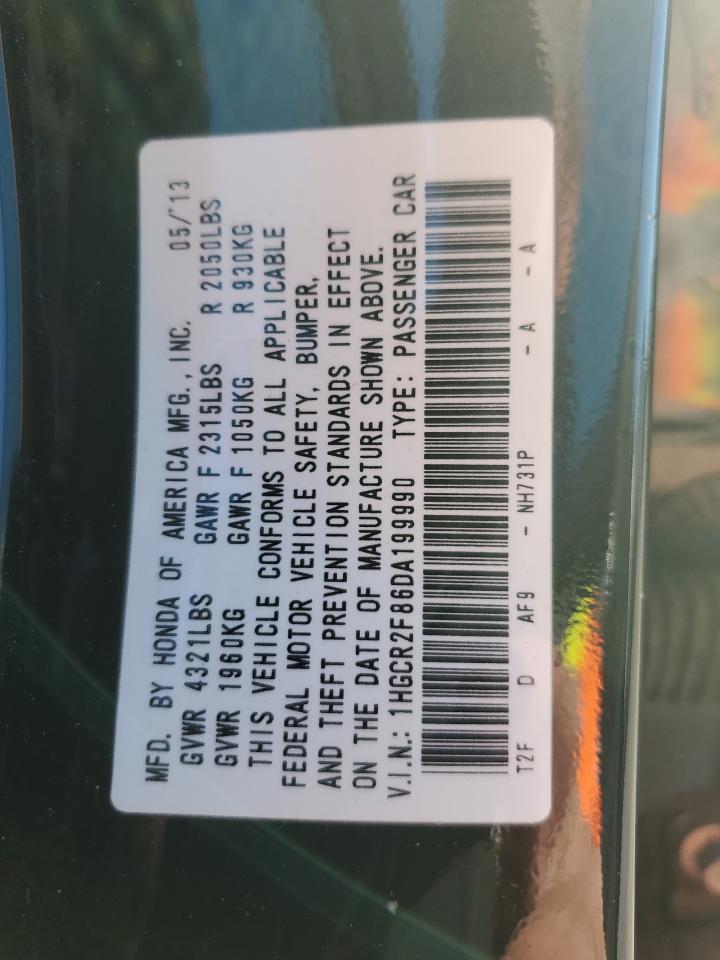 MFD. BY HONDA OF AMERICA MFG., INC. 05/'13
GVWR 4321LBS GAWR F 2315LBS R 2050LBS
GVWR 1960KG GAWR F 1050KG R 930KG
THIS VEHICLE CONFORMS TO ALL APPLICABLE
FEDERAL MOTOR VEHICLE SAFETY, BUMPER,
AND THEFT PREVENTION STANDARDS IN EFFECT
ON THE DATE OF MANUFACTURE SHOWN ABOVE.
V.I.N.: 1HGCR2F86DA199990 TYPE: PASSENGER CAR
T2F D AF9 - NH731P - A - A